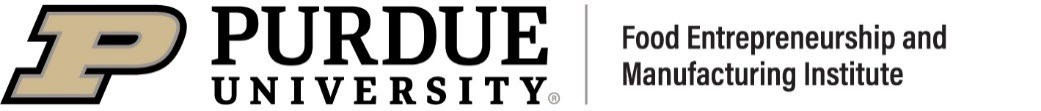 P PURDUE
UNIVERSITY®
Food Entrepreneurship and
Manufacturing Institute